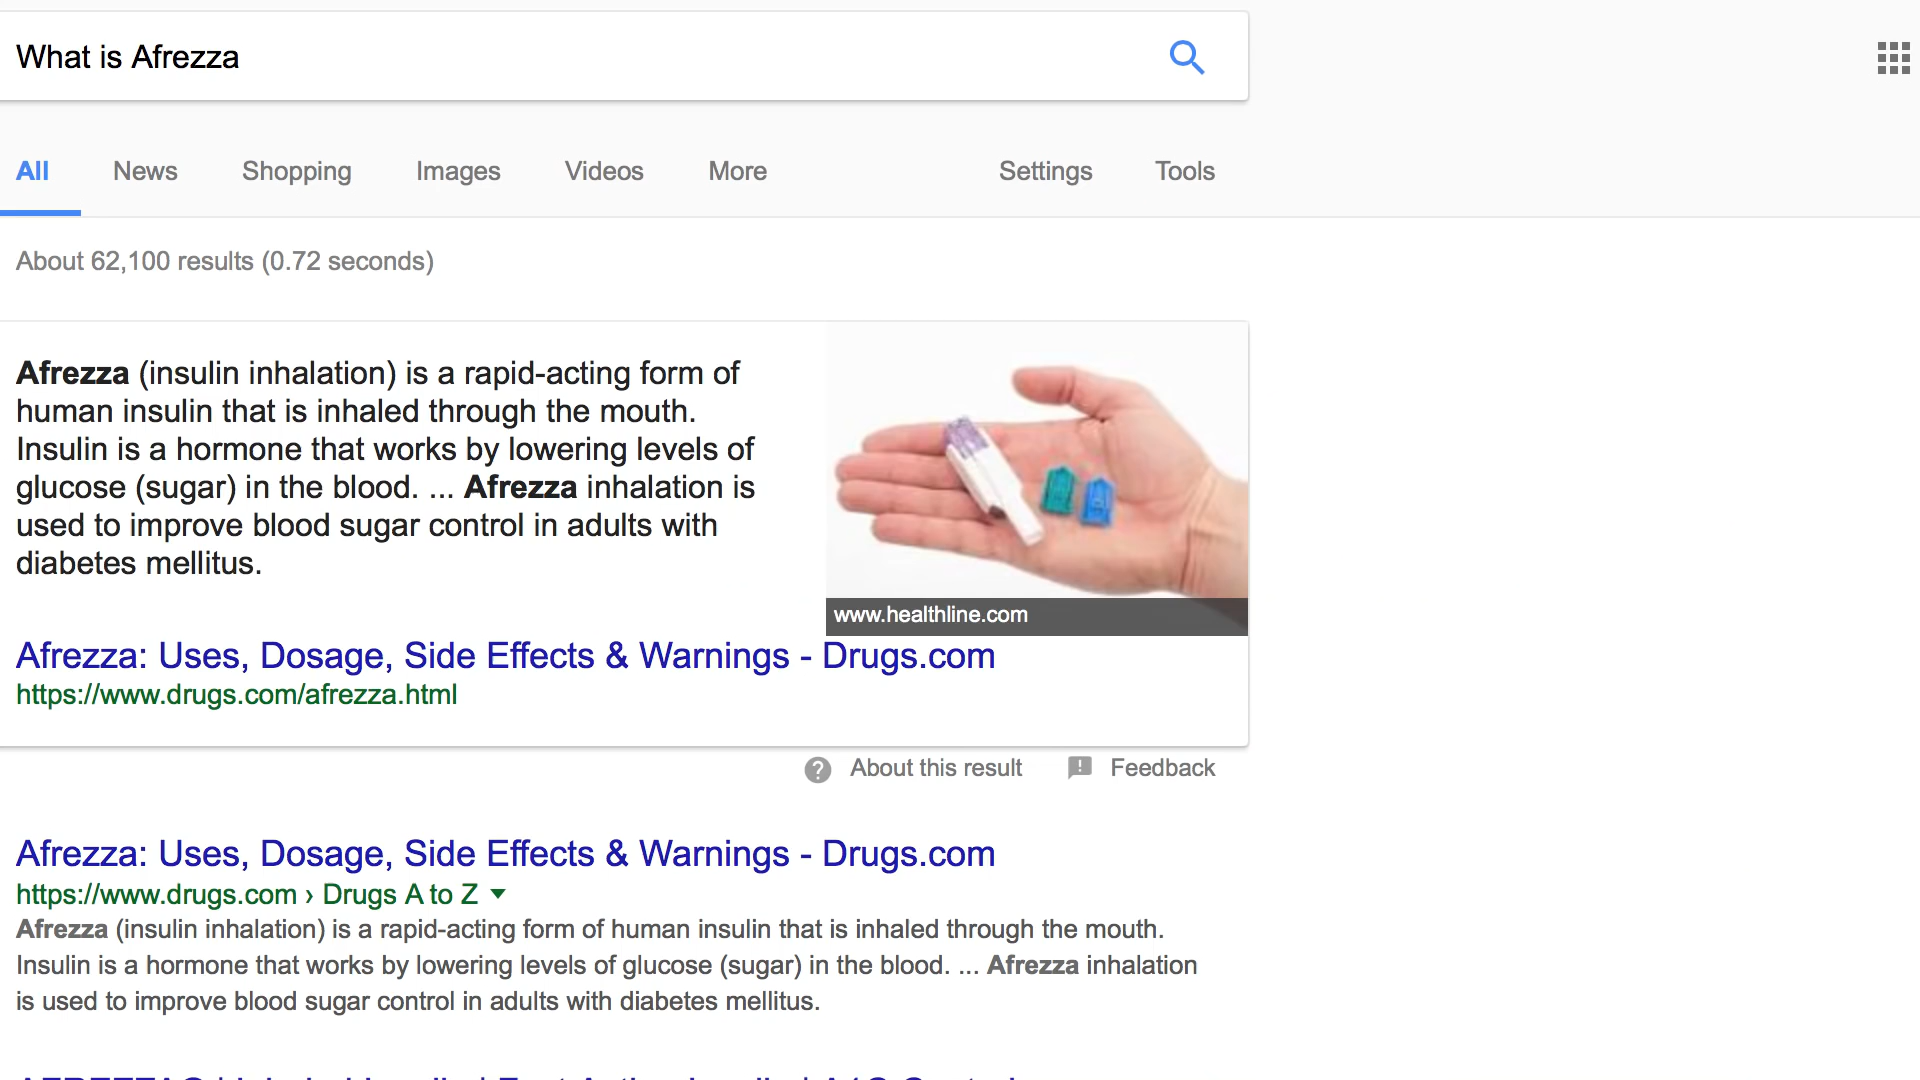 What is Afrezza
All News Shopping Images Videos More Settings Tools
About 62,100 results (0.72 seconds)
Afrezza (insulin inhalation) is a rapid-acting form of
human insulin that is inhaled through the mouth.
Insulin is a hormone that works by lowering levels of
glucose (sugar) in the blood. ... Afrezza inhalation is
used to improve blood sugar control in adults with
diabetes mellitus.
www.healthline.com
Afrezza: Uses, Dosage, Side Effects & Warnings - Drugs.com
https://www.drugs.com/afrezza.html
About this result Feedback
Afrezza: Uses, Dosage, Side Effects & Warnings - Drugs.com
https://www.drugs.com › Drugs A to Z
Afrezza (insulin inhalation) is a rapid-acting form of human insulin that is inhaled through the mouth.
Insulin is a hormone that works by lowering levels of glucose (sugar) in the blood. ... Afrezza inhalation
is used to improve blood sugar control in adults with diabetes mellitus.